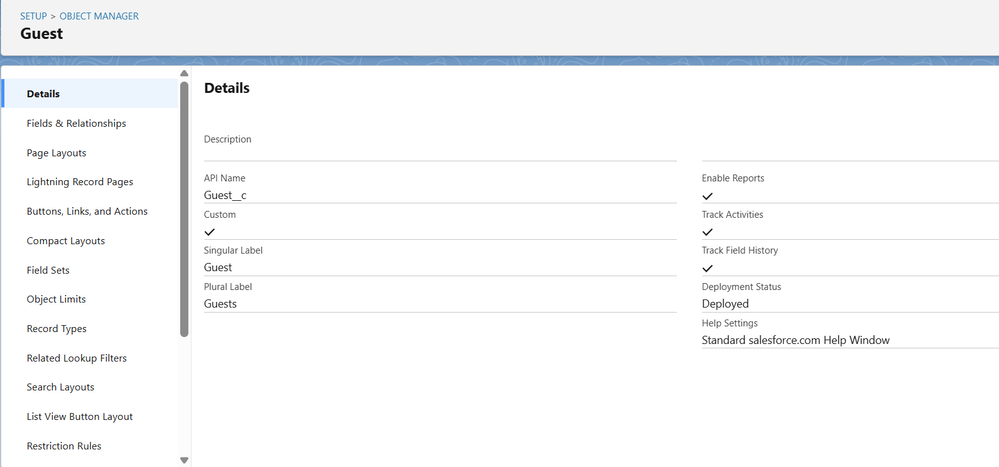 SETUP > OBJECT MANAGER
Guest
Details
Fields & Relationships
Page Layouts
Lightning Record Pages
Buttons, Links, and Actions
Compact Layouts
Field Sets
Object Limits
Record Types
Related Lookup Filters
Search Layouts
List View Button Layout
Restriction Rules
Details
Description
API Name
Guest__c
Custom
Singular Label
Guest
Plural Label
Guests
Enable Reports
Track Activities
Track Field History
Deployment Status
Deployed
Help Settings
Standard salesforce.com Help Window